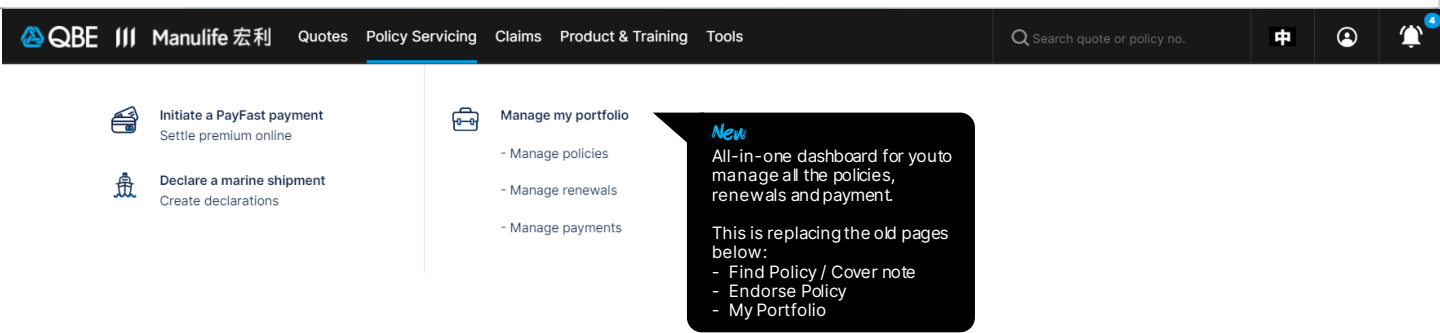 QBE Manulife 宏利 Quotes Policy Servicing Claims Product & Training Tools Search quote or policy no. 中 4
Initiate a PayFast payment
Settle premium online
Declare a marine shipment
Create declarations
Manage my portfolio
- Manage policies
- Manage renewals
- Manage payments
New
All-in-one dashboard for you to
manage all the policies,
renewals and payment.
This is replacing the old pages
below:
- Find Policy / Cover note
- Endorse Policy
- My Portfolio